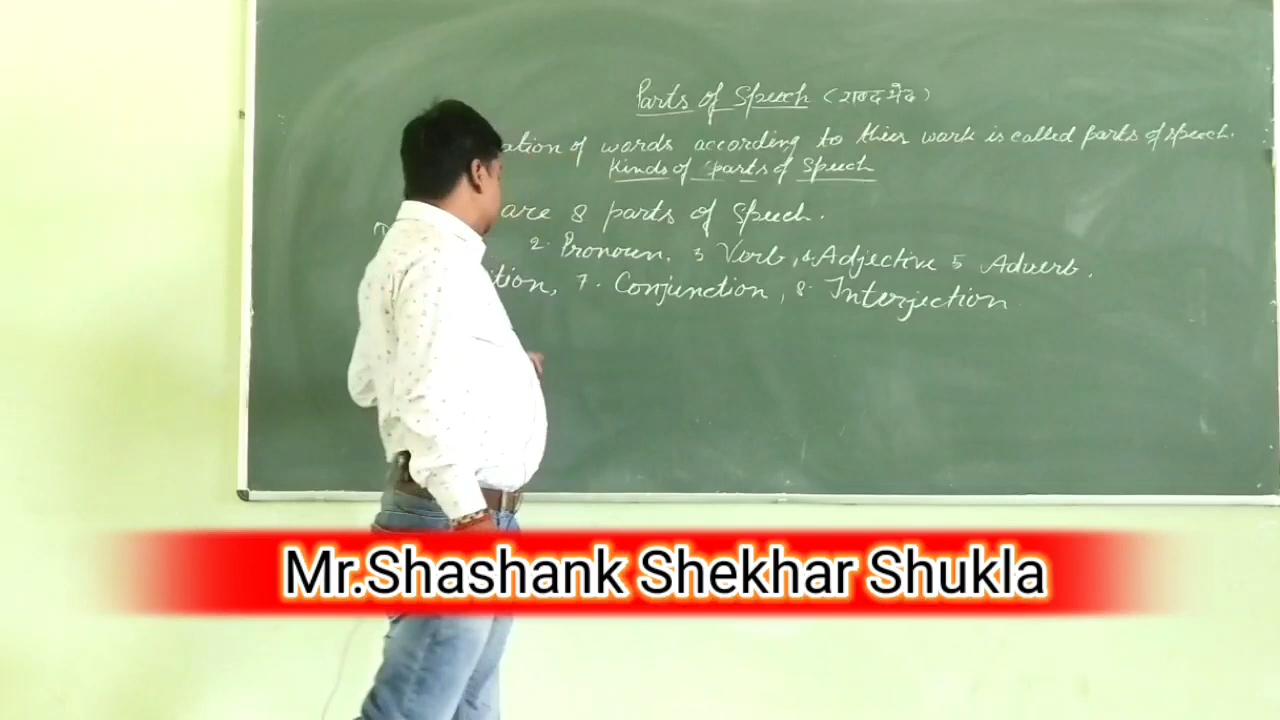 Parts of Speech (शब्द भेद)
ation of words according to thier work is called parts of speech.
Kinds of parts of Speech
are 8 parts of speech.
2. Pronoun, 3 Verb, 4. Adjective 5 Adverb.
ition, 7. Conjunction, 8. Interjection
Mr.Shashank Shekhar Shukla